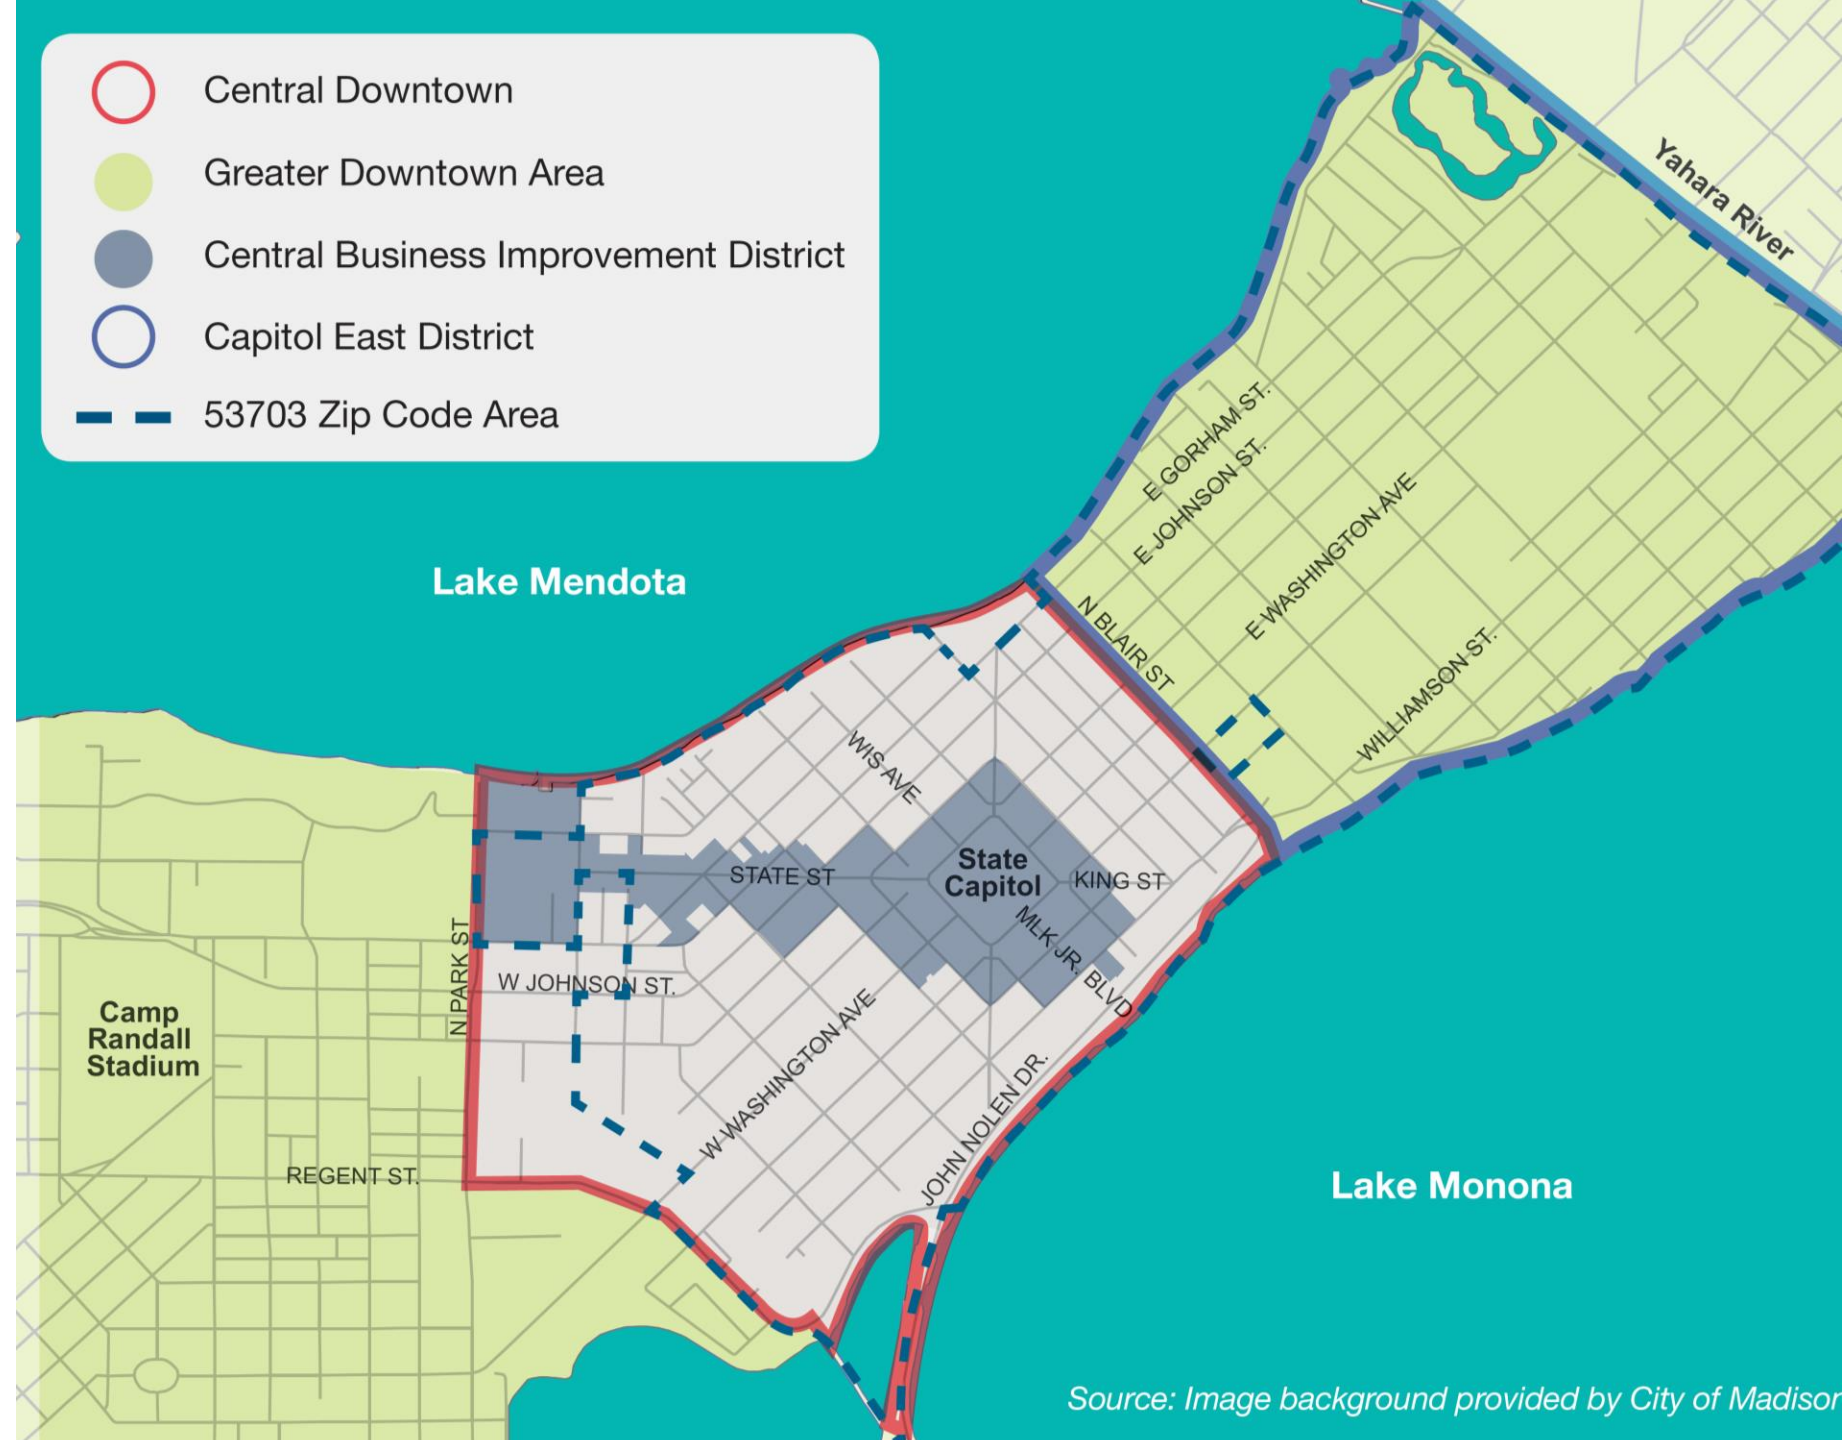 Central Downtown
Greater Downtown Area
Central Business Improvement District
Capitol East District
53703 Zip Code Area
Yahara River
E GORHAM ST.
E JOHNSON ST.
E WASHINGTON AVE
Lake Mendota
N BLAIR ST
WILLIAMSON ST.
WIS AVE
State
Capitol
STATE ST
KING ST
MLK JR. BLVD
N PARK ST
W JOHNSON ST.
Camp
Randall
Stadium
W WASHINGTON AVE
JOHN NOLEN DR.
REGENT ST.
Lake Monona
Source: Image background provided by City of Madison